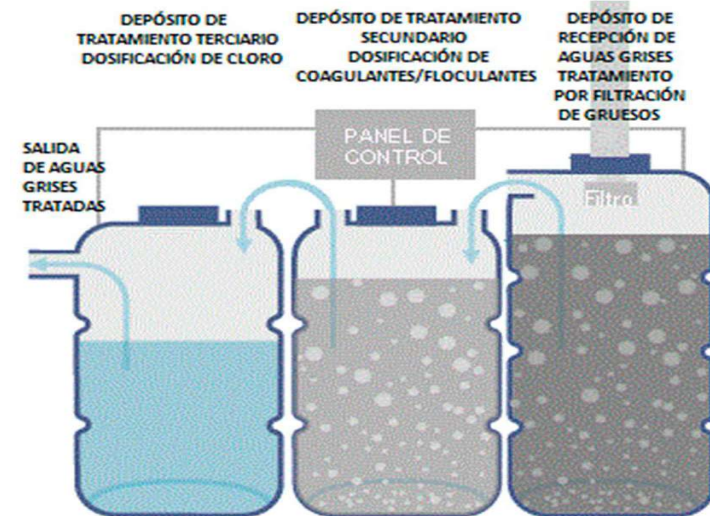 DEPÓSITO DE
TRATAMIENTO TERCIARIO
DOSIFICACIÓN DE CLORO
DEPÓSITO DE TRATAMIENTO
SECUNDARIO
DOSIFICACIÓN DE
COAGULANTES/FLOCULANTES
DEPÓSITO DE
RECEPCIÓN DE
AGUAS GRISES
TRATAMIENTO
POR FILTRACIÓN
DE GRUESOS
PANEL DE
CONTROL
SALIDA
DE AGUAS
GRISES
TRATADAS
Filtro